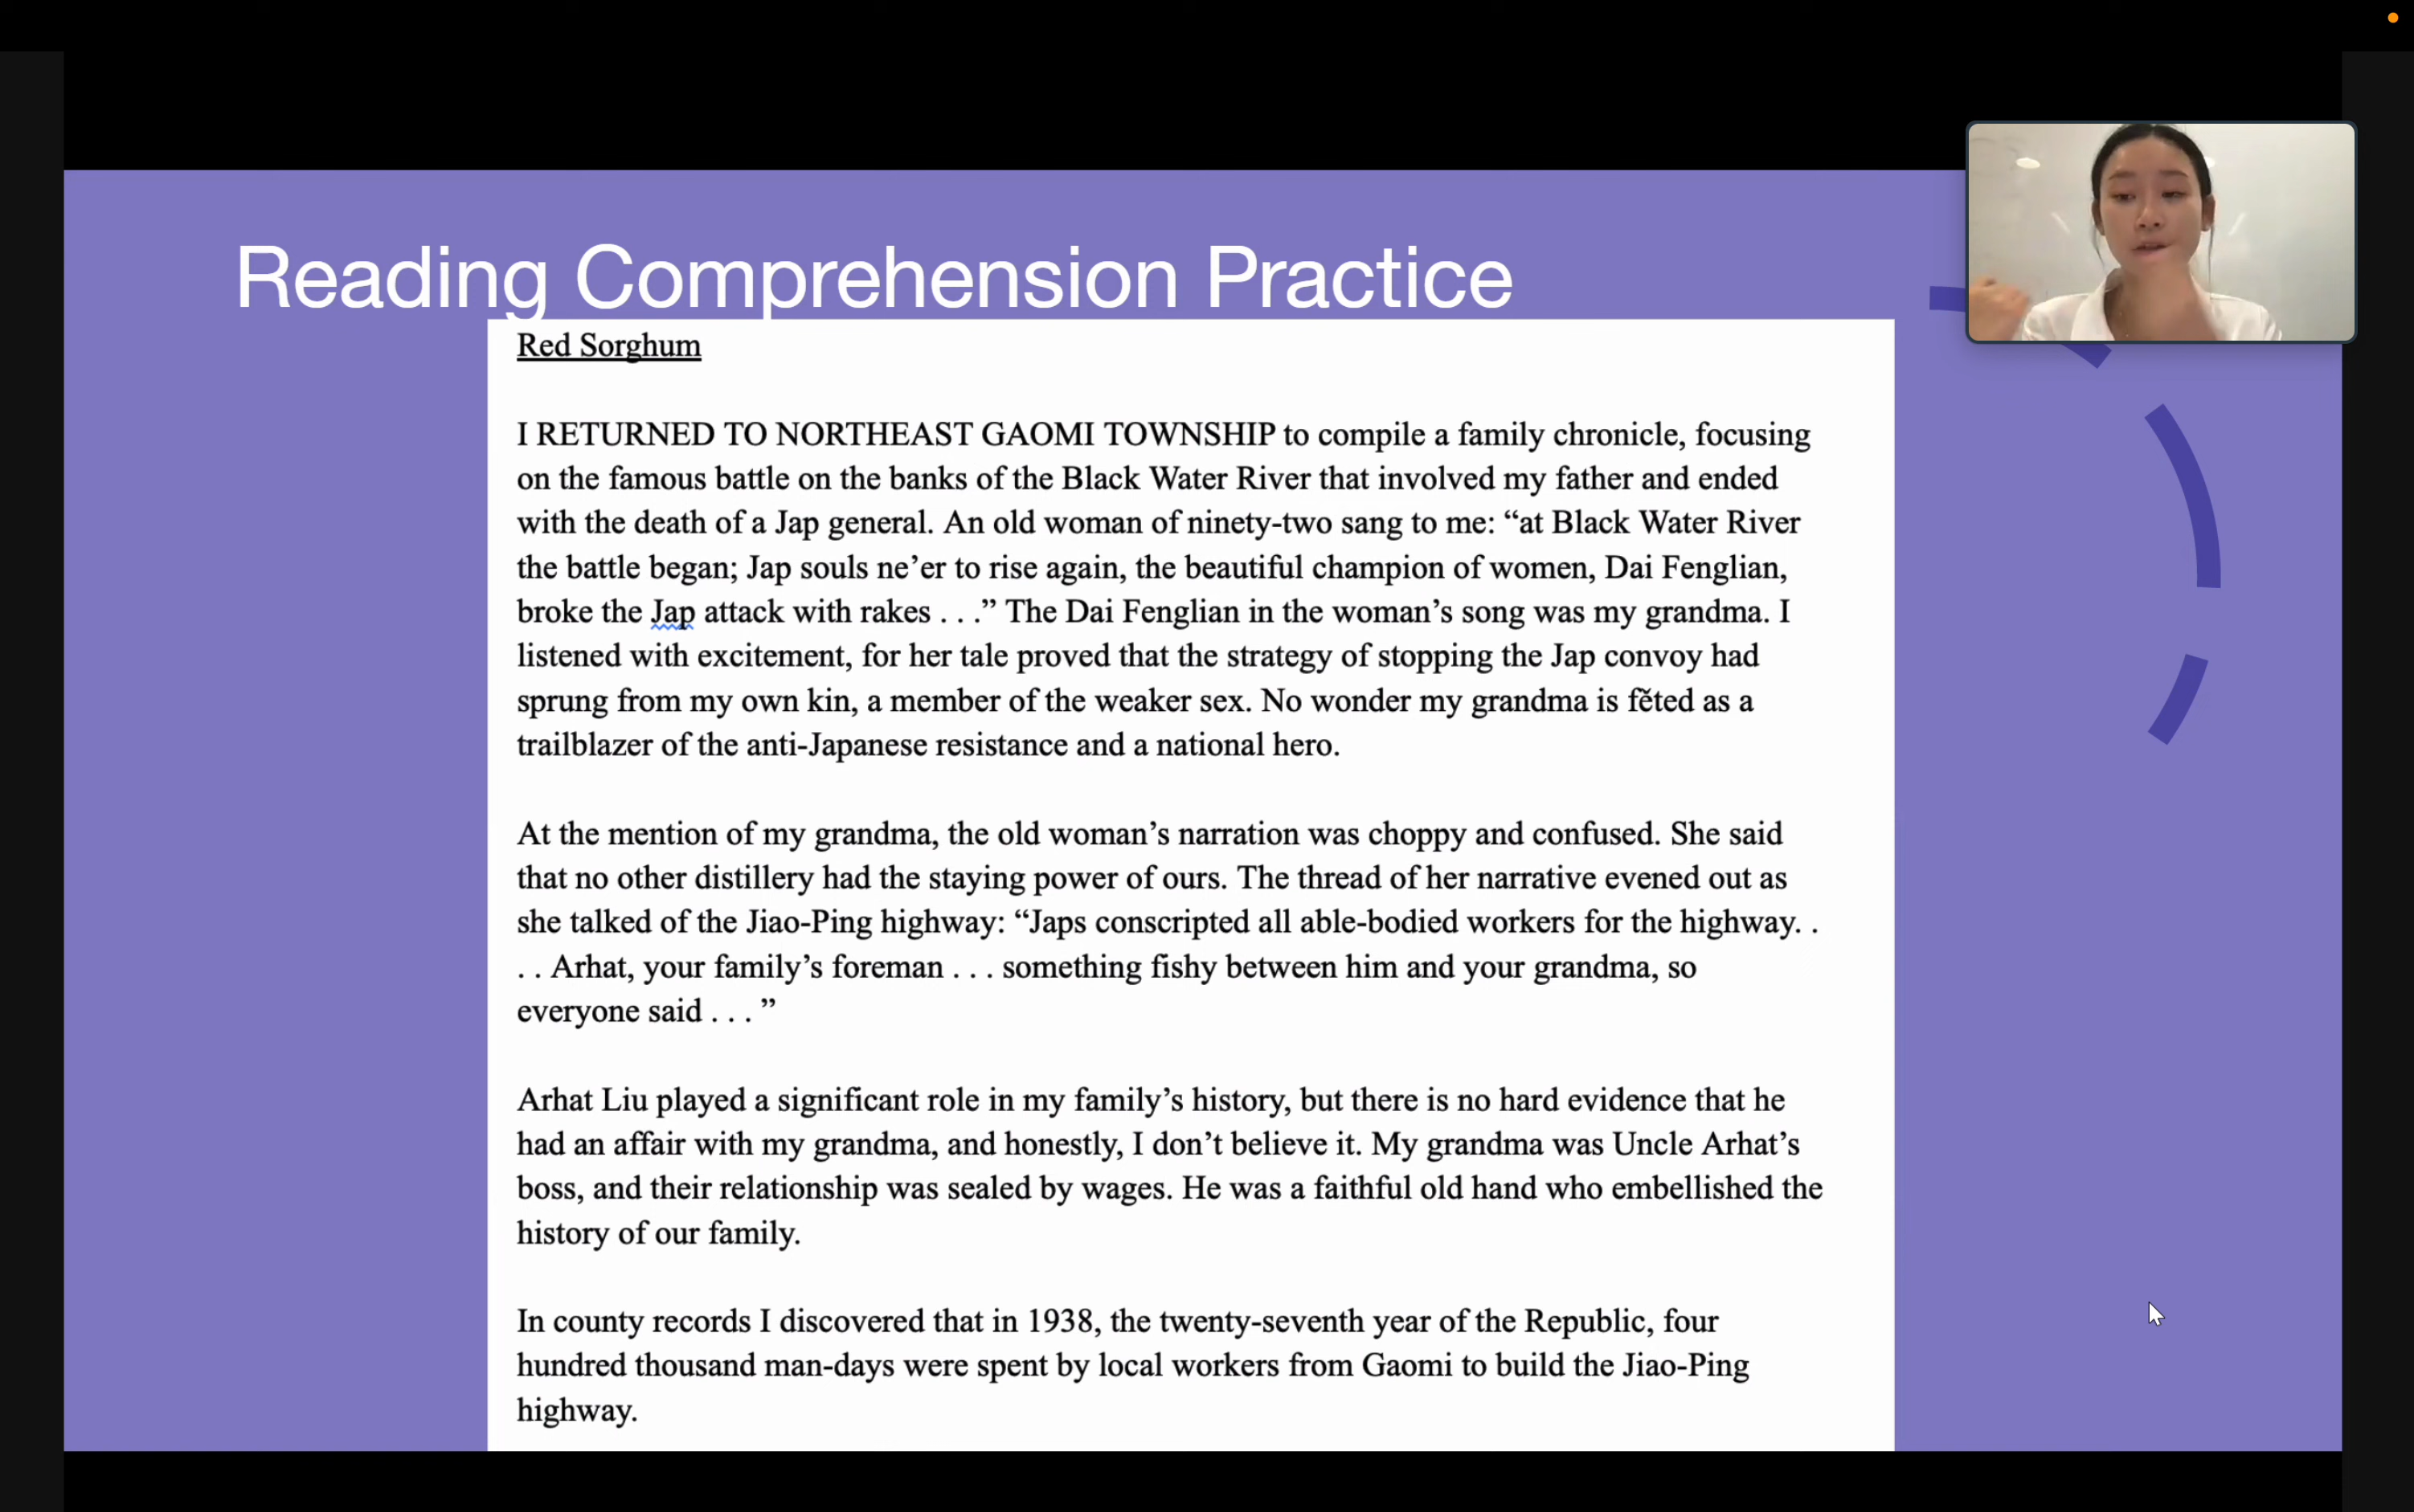 Reading Comprehension Practice
Red Sorghum
I RETURNED TO NORTHEAST GAOMI TOWNSHIP to compile a family chronicle, focusing
on the famous battle on the banks of the Black Water River that involved my father and ended
with the death of a Jap general. An old woman of ninety-two sang to me: “at Black Water River
the battle began; Jap souls ne’er to rise again, the beautiful champion of women, Dai Fenglian,
broke the Jap attack with rakes . . .” The Dai Fenglian in the woman’s song was my grandma. I
listened with excitement, for her tale proved that the strategy of stopping the Jap convoy had
sprung from my own kin, a member of the weaker sex. No wonder my grandma is fěted as a
trailblazer of the anti-Japanese resistance and a national hero.
At the mention of my grandma, the old woman’s narration was choppy and confused. She said
that no other distillery had the staying power of ours. The thread of her narrative evened out as
she talked of the Jiao-Ping highway: “Japs conscripted all able-bodied workers for the highway. .
. . Arhat, your family’s foreman . . . something fishy between him and your grandma, so
everyone said . . . ”
Arhat Liu played a significant role in my family’s history, but there is no hard evidence that he
had an affair with my grandma, and honestly, I don’t believe it. My grandma was Uncle Arhat’s
boss, and their relationship was sealed by wages. He was a faithful old hand who embellished the
history of our family.
In county records I discovered that in 1938, the twenty-seventh year of the Republic, four
hundred thousand man-days were spent by local workers from Gaomi to build the Jiao-Ping
highway.